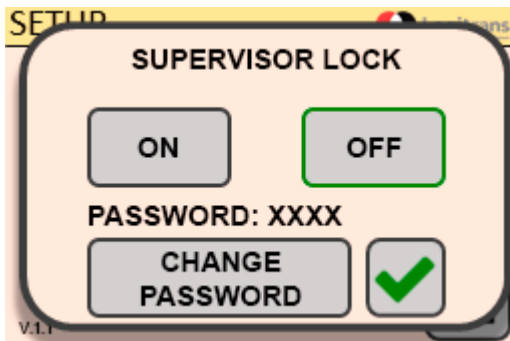 SETUP
SUPERVISOR LOCK
ON
OFF
PASSWORD: XXXX
CHANGE
PASSWORD
V.1.1